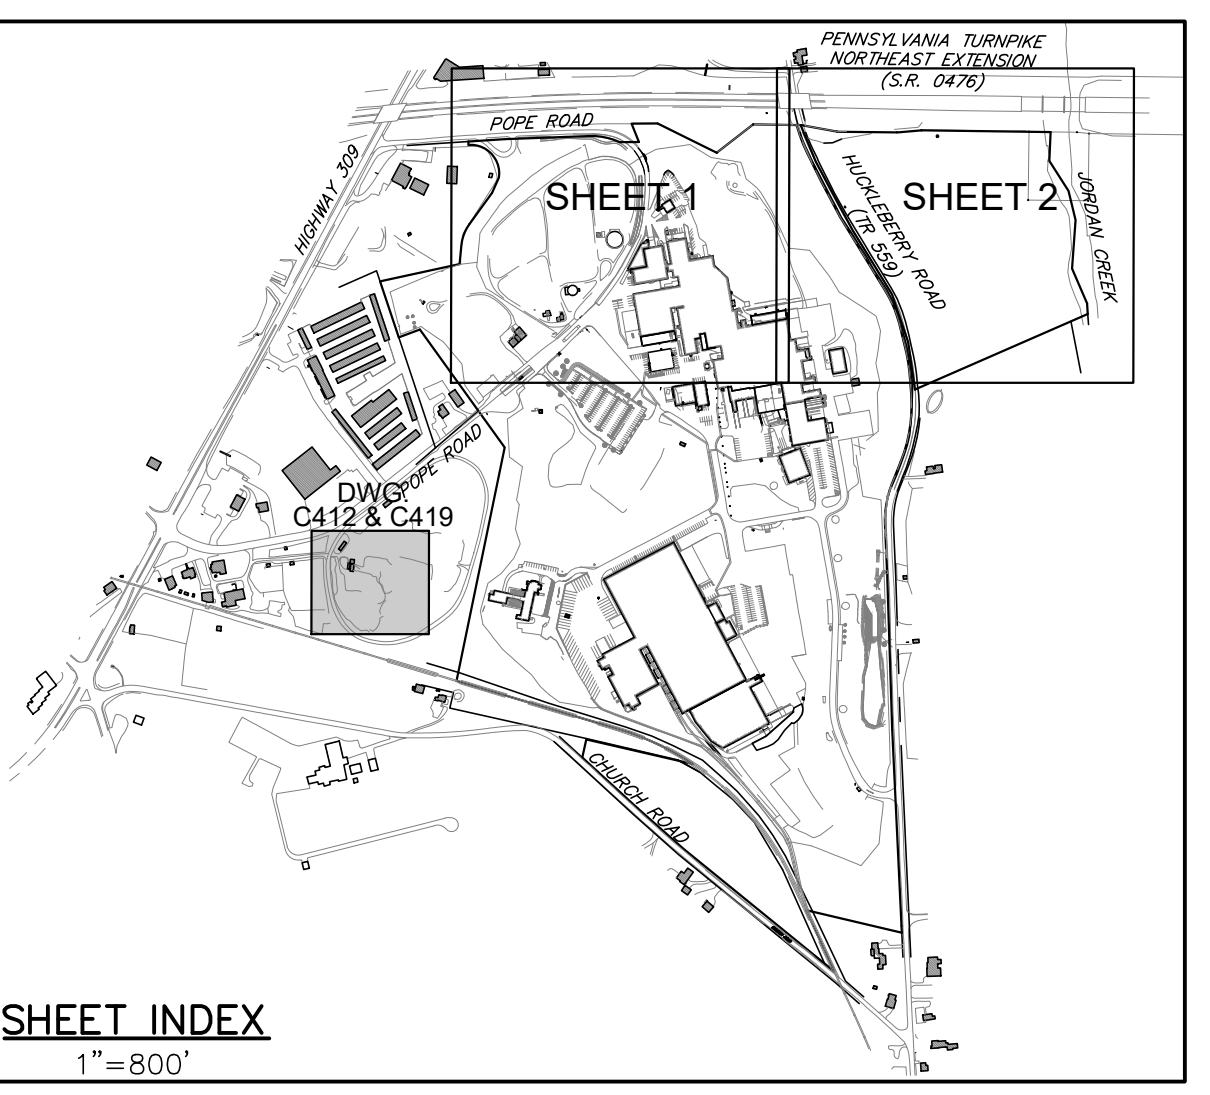 PENNSYLVANIA TURNPIKE
NORTHEAST EXTENSION
(S.R. 0476)
POPE ROAD
HIGHWAY 309
SHEET 1
HUCKLEBERRY ROAD
(TR 559)
SHEET 2
JORDAN CREEK
POPE ROAD
DWG.
C412 & C419
CHURCH ROAD
SHEET INDEX
1"=800'